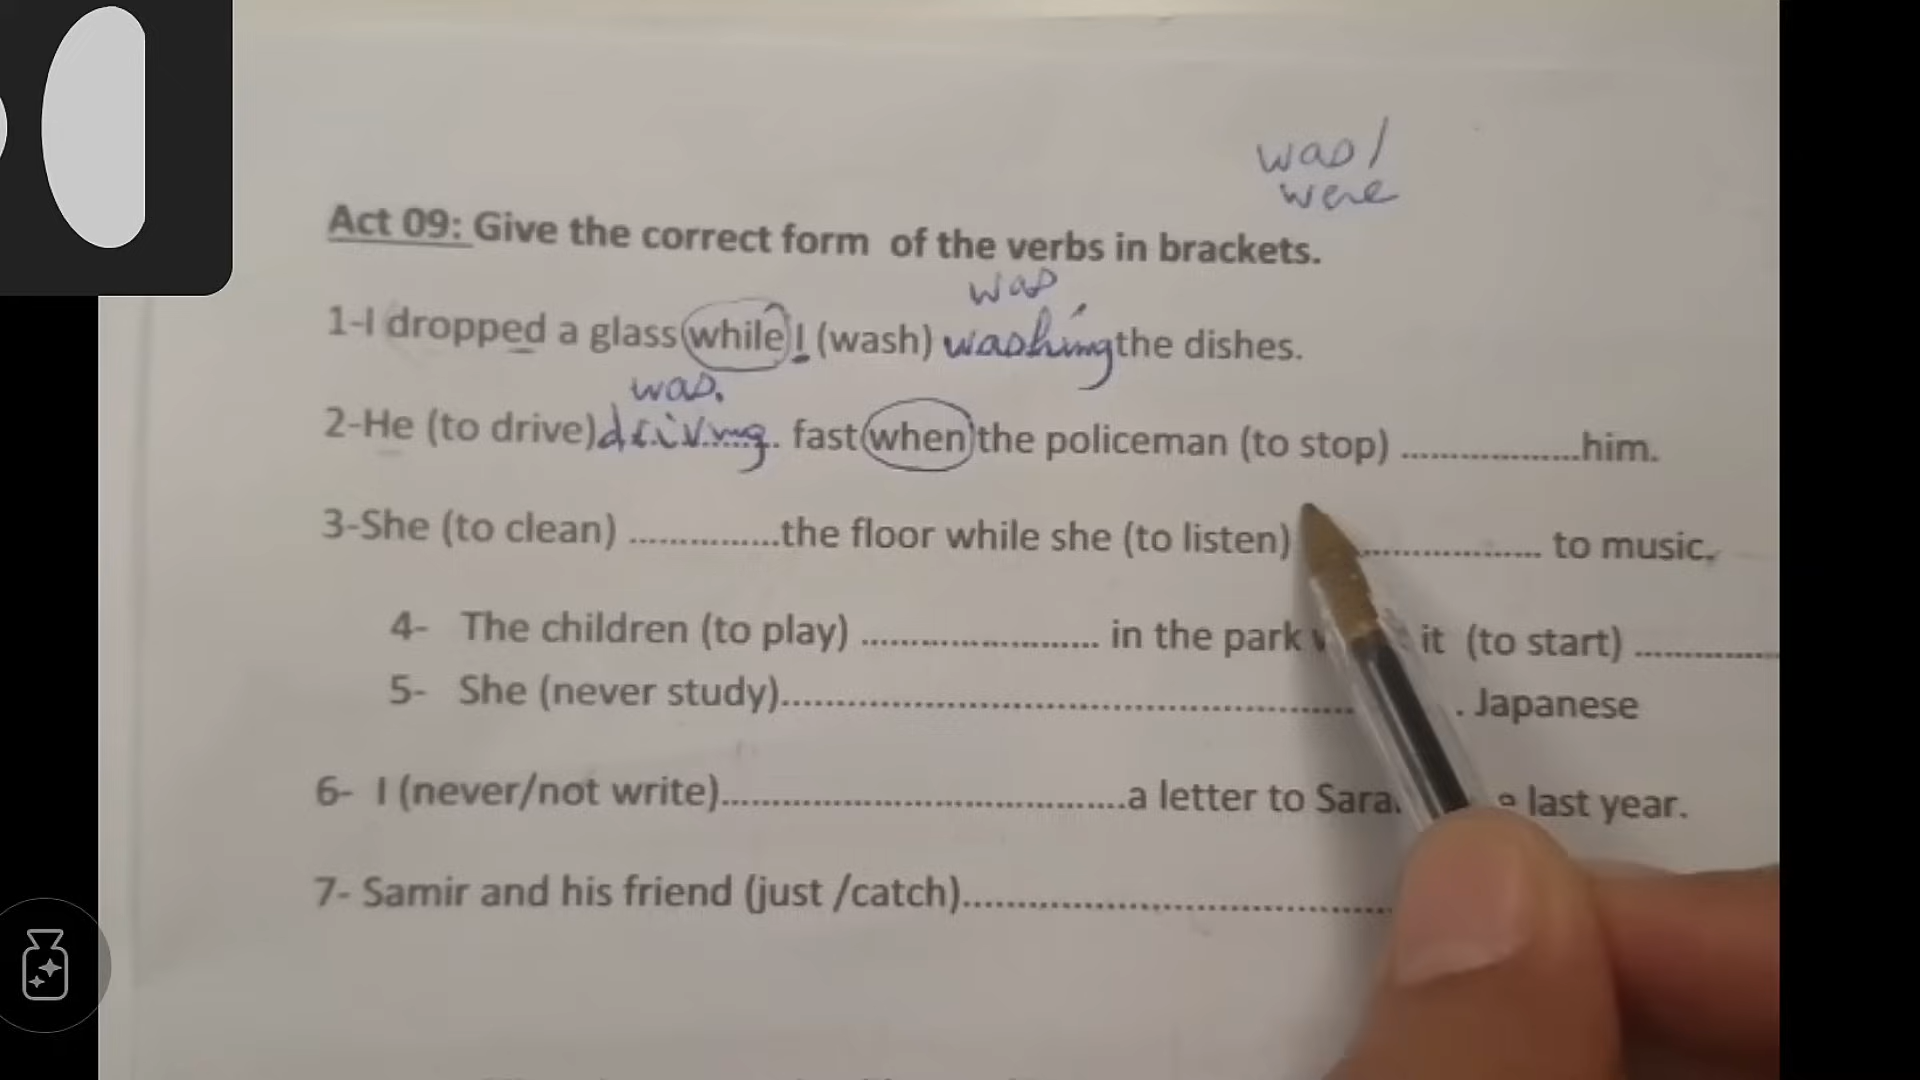 was/
were
Act 09: Give the correct form of the verbs in brackets.
was
1-I dropped a glass while I (wash) washing the dishes.
was.
2-He (to drive) driving. fast when the policeman (to stop) ..................him.
3-She (to clean) ...............the floor while she (to listen) .................. to music.
4- The children (to play) ........................ in the park it (to start) ...............
5- She (never study).......................................................... . Japanese
6- I (never/not write).........................................a letter to last year.
7- Samir and his friend (just /catch)...........................................